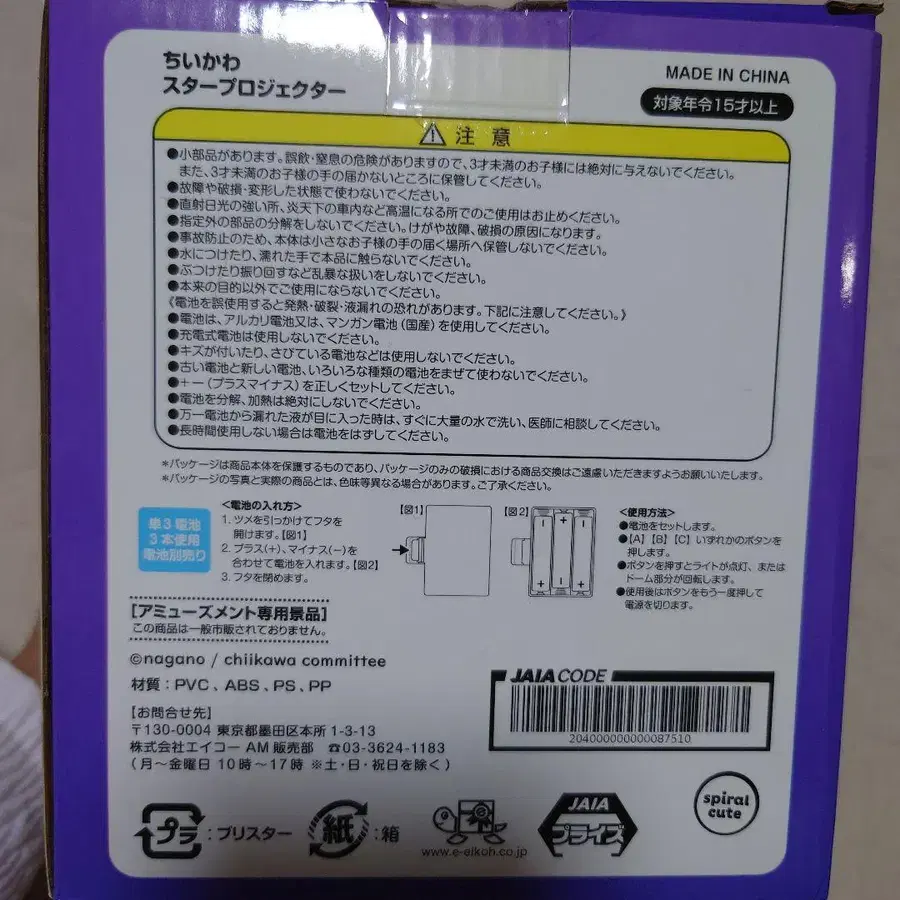 ちいかわ
スタープロジェクター
MADE IN CHINA
対象年令15才以上
注 意
●小部品があります。誤飲・窒息の危険がありますので、3才未満のお子様には絶対に与えないでください。
また、3才未満のお子様の手の届かないところに保管してください。
●故障や破損・変形した状態で使わないでください。
●直射日光の強い所、炎天下の車内など高温になる所でのご使用はお止めください。
●指定外の部品の分解をしないでください。けがや故障、破損の原因になります。
●事故防止のため、本体は小さなお子様の手の届く場所へ保管しないでください。
●水につけたり、濡れた手で本品に触らないでください。
●ぶつけたり振り回すなど乱暴な扱いをしないでください。
●本来の目的以外でご使用にならないでください。
《電池を誤使用すると発熱・破裂・液漏れの恐れがあります。下記に注意してください。》
●電池は、アルカリ電池又は、マンガン電池(国産)を使用してください。
●充電式電池は使用しないでください。
●キズが付いたり、さびている電池などは使用しないでください。
●古い電池と新しい電池、いろいろな種類の電池をまぜて使わないでください。
●+−(プラスマイナス)を正しくセットしてください。
●電池を分解、加熱は絶対にしないでください。
●万一電池から漏れた液が目に入った時は、すぐに大量の水で洗い、医師に相談してください。
●長時間使用しない場合は電池をはずしてください。
*パッケージは商品本体を保護するものであり、パッケージのみの破損における商品交換はご遠慮いただきますようお願いいたします。
*パッケージの写真と実際の商品とは、色味等異なる場合があります。ご了承ください。
単3電池
3本使用
電池別売り
<電池の入れ方>
1. ツメを引っかけてフタを
開けます。【図1】
2. プラス(+)、マイナス(−)を
合わせて電池を入れます。【図2】
3. フタを閉めます。
【図1】
【図2】
<使用方法>
●電池をセットします。
●【A】【B】【C】いずれかのボタンを
押します。
●ボタンを押すとライトが点灯、または
ドーム部分が回転します。
●使用後はボタンをもう一度押して
電源を切ります。
【アミューズメント専用景品】
この商品は一般市販されておりません。
©nagano / chiikawa committee
材質:PVC、ABS、PS、PP
【お問合せ先】
〒130-0004 東京都墨田区本所 1-3-13
株式会社エイコー AM 販売部 ☎03-3624-1183
(月〜金曜日 10時〜17時 ※土・日・祝日を除く)
JAIA CODE
204000000000087510
プラ:ブリスター
紙:箱
www.e-eikoh.co.jp
JAIA
プライズ
spiral
cute